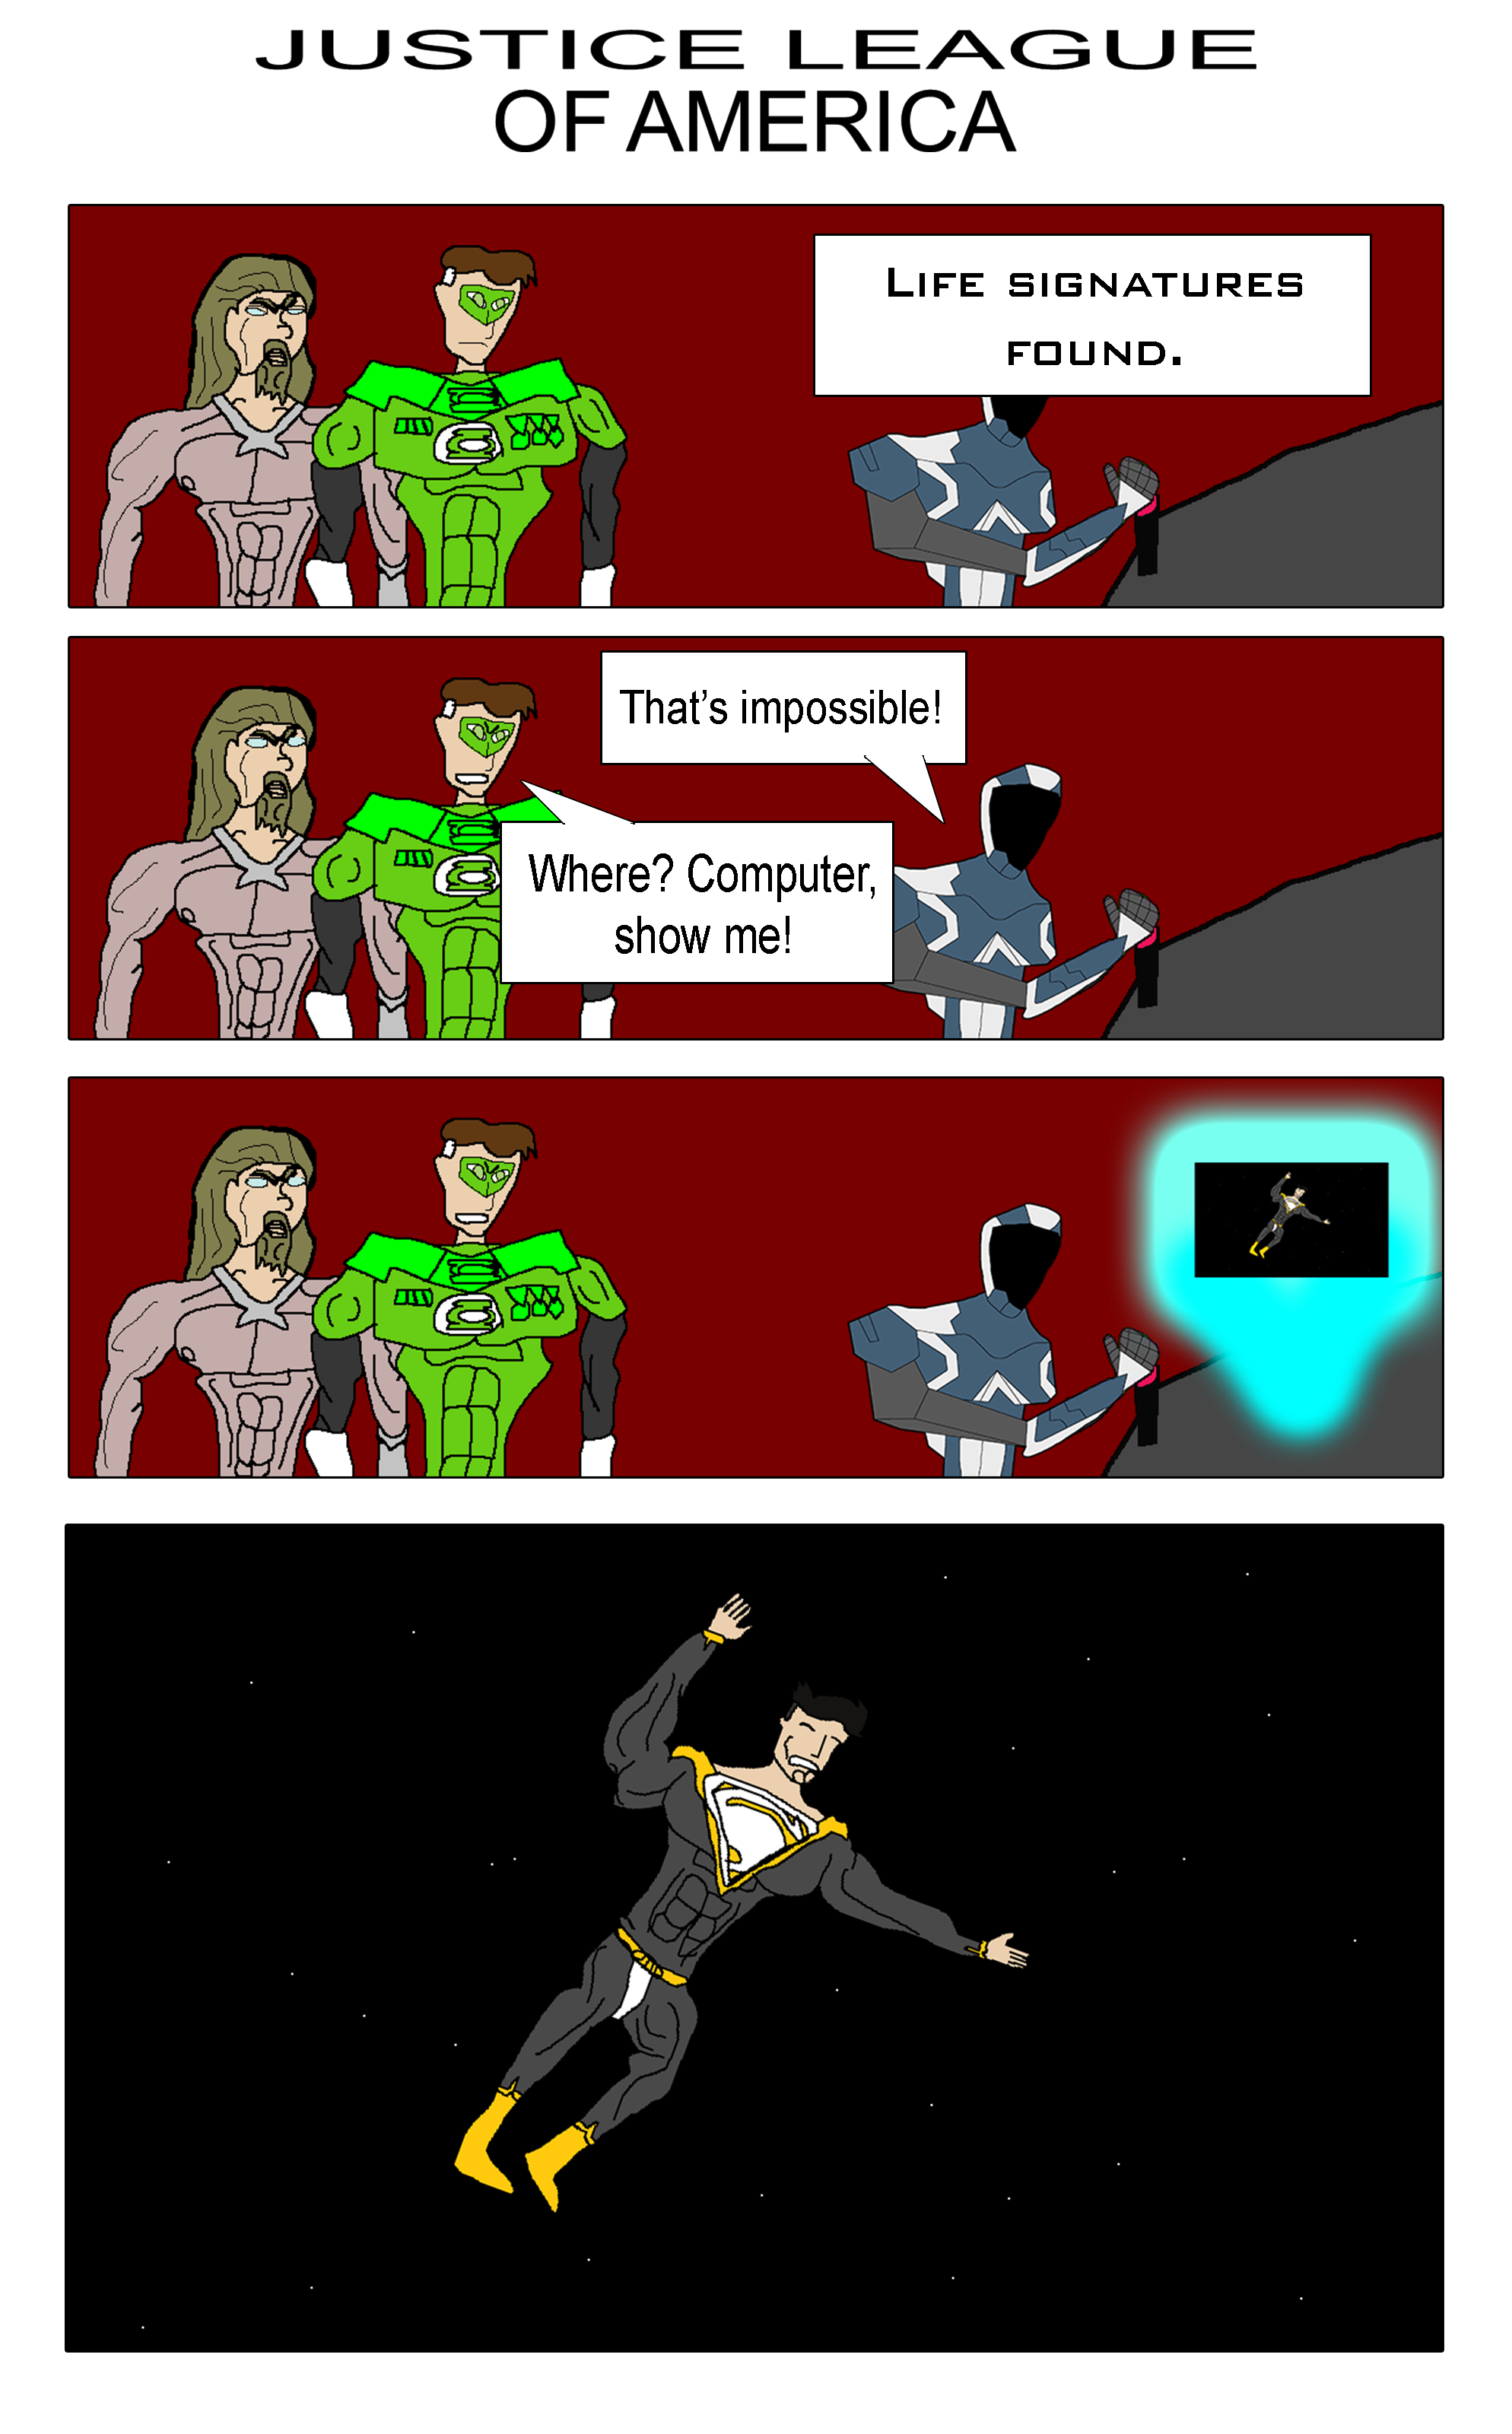 JUSTICE LEAGUE
OF AMERICA
LIFE SIGNATURES
FOUND.
That's impossible!
Where? Computer,
show me!